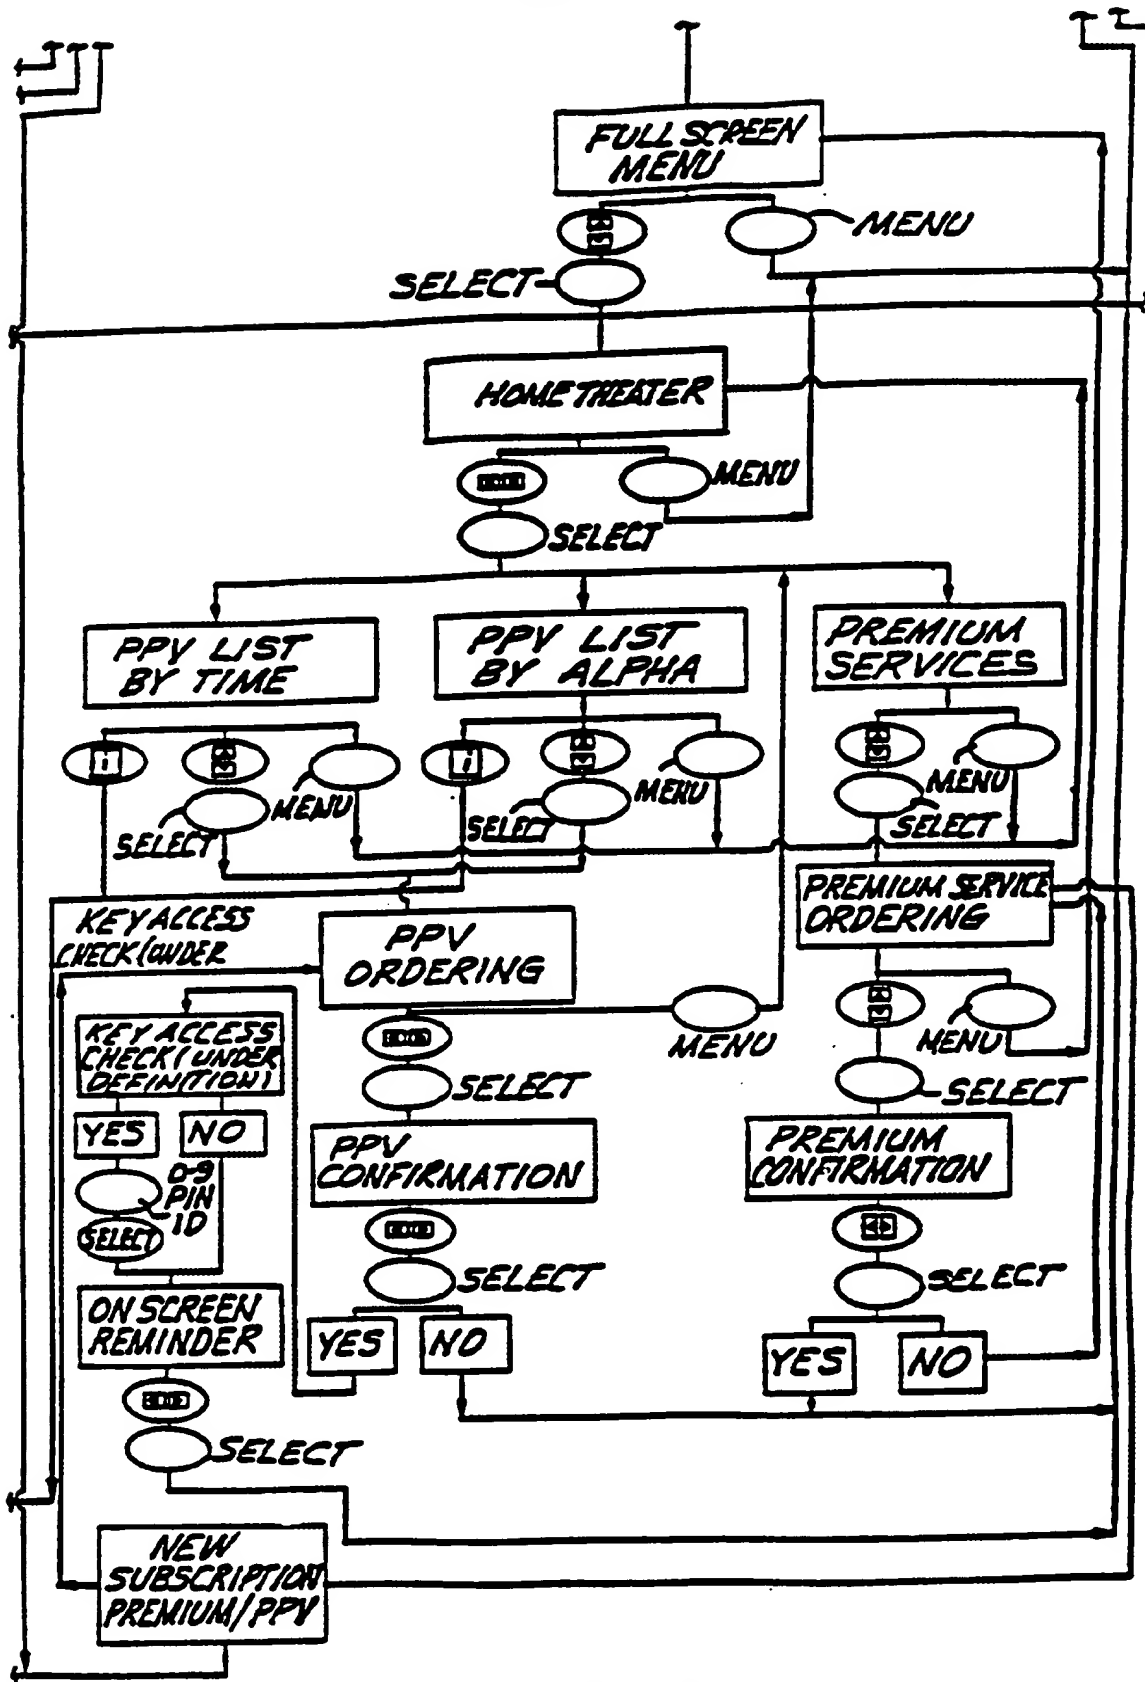 FULL SCREEN
MENU
MENU
SELECT
HOME THEATER
MENU
SELECT
PPV LIST
BY TIME
PPV LIST
BY ALPHA
PREMIUM
SERVICES
i
i
MENU
SELECT
MENU
SELECT
MENU
SELECT
KEY ACCESS
CHECK (UNDER
PPV
ORDERING
PREMIUM SERVICE
ORDERING
KEY ACCESS
CHECK (UNDER
DEFINITION)
MENU
MENU
SELECT
SELECT
YES
NO
PPV
CONFIRMATION
PREMIUM
CONFIRMATION
0-9
PIN
ID
SELECT
SELECT
SELECT
ON SCREEN
REMINDER
YES
NO
YES
NO
SELECT
NEW
SUBSCRIPTION
PREMIUM/PPV